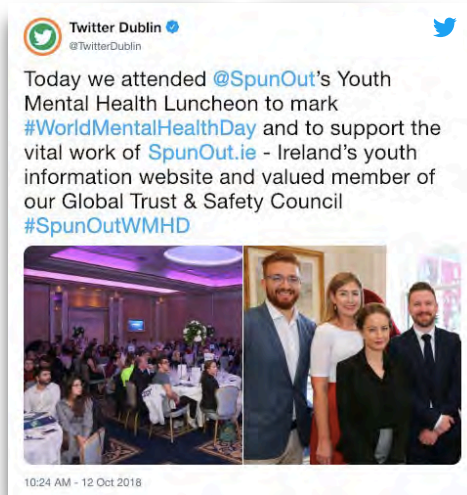 Twitter Dublin
@TwitterDublin
Today we attended @SpunOut's Youth
Mental Health Luncheon to mark
#WorldMentalHealthDay and to support the
vital work of SpunOut.ie - Ireland's youth
information website and valued member of
our Global Trust & Safety Council
#SpunOutWMHD
10:24 AM - 12 Oct 2018